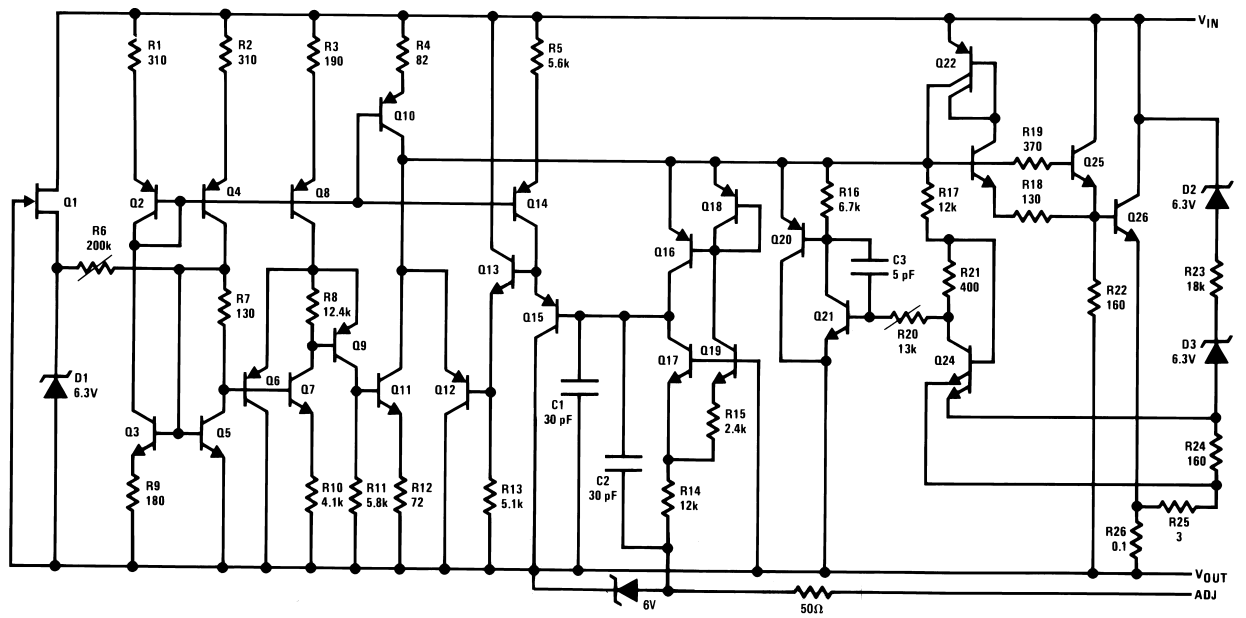 V_IN
R1
310
R2
310
R3
190
R4
82
R5
5.6k
Q22
Q10
R19
370
Q25
Q1
Q2
Q4
Q8
Q14
Q18
R16
6.7k
R17
12k
R18
130
Q26
D2
6.3V
R6
200k
Q13
Q16
Q20
C3
5 pF
R21
400
R22
160
R23
18k
R7
130
R8
12.4k
Q15
Q21
R20
13k
Q9
Q17
Q19
Q24
D3
6.3V
D1
6.3V
Q6
Q7
Q11
Q12
C1
30 pF
R15
2.4k
Q3
Q5
R24
160
C2
30 pF
R9
180
R10
4.1k
R11
5.8k
R12
72
R13
5.1k
R14
12k
R26
0.1
R25
3
V_OUT
6V
50Ω
ADJ